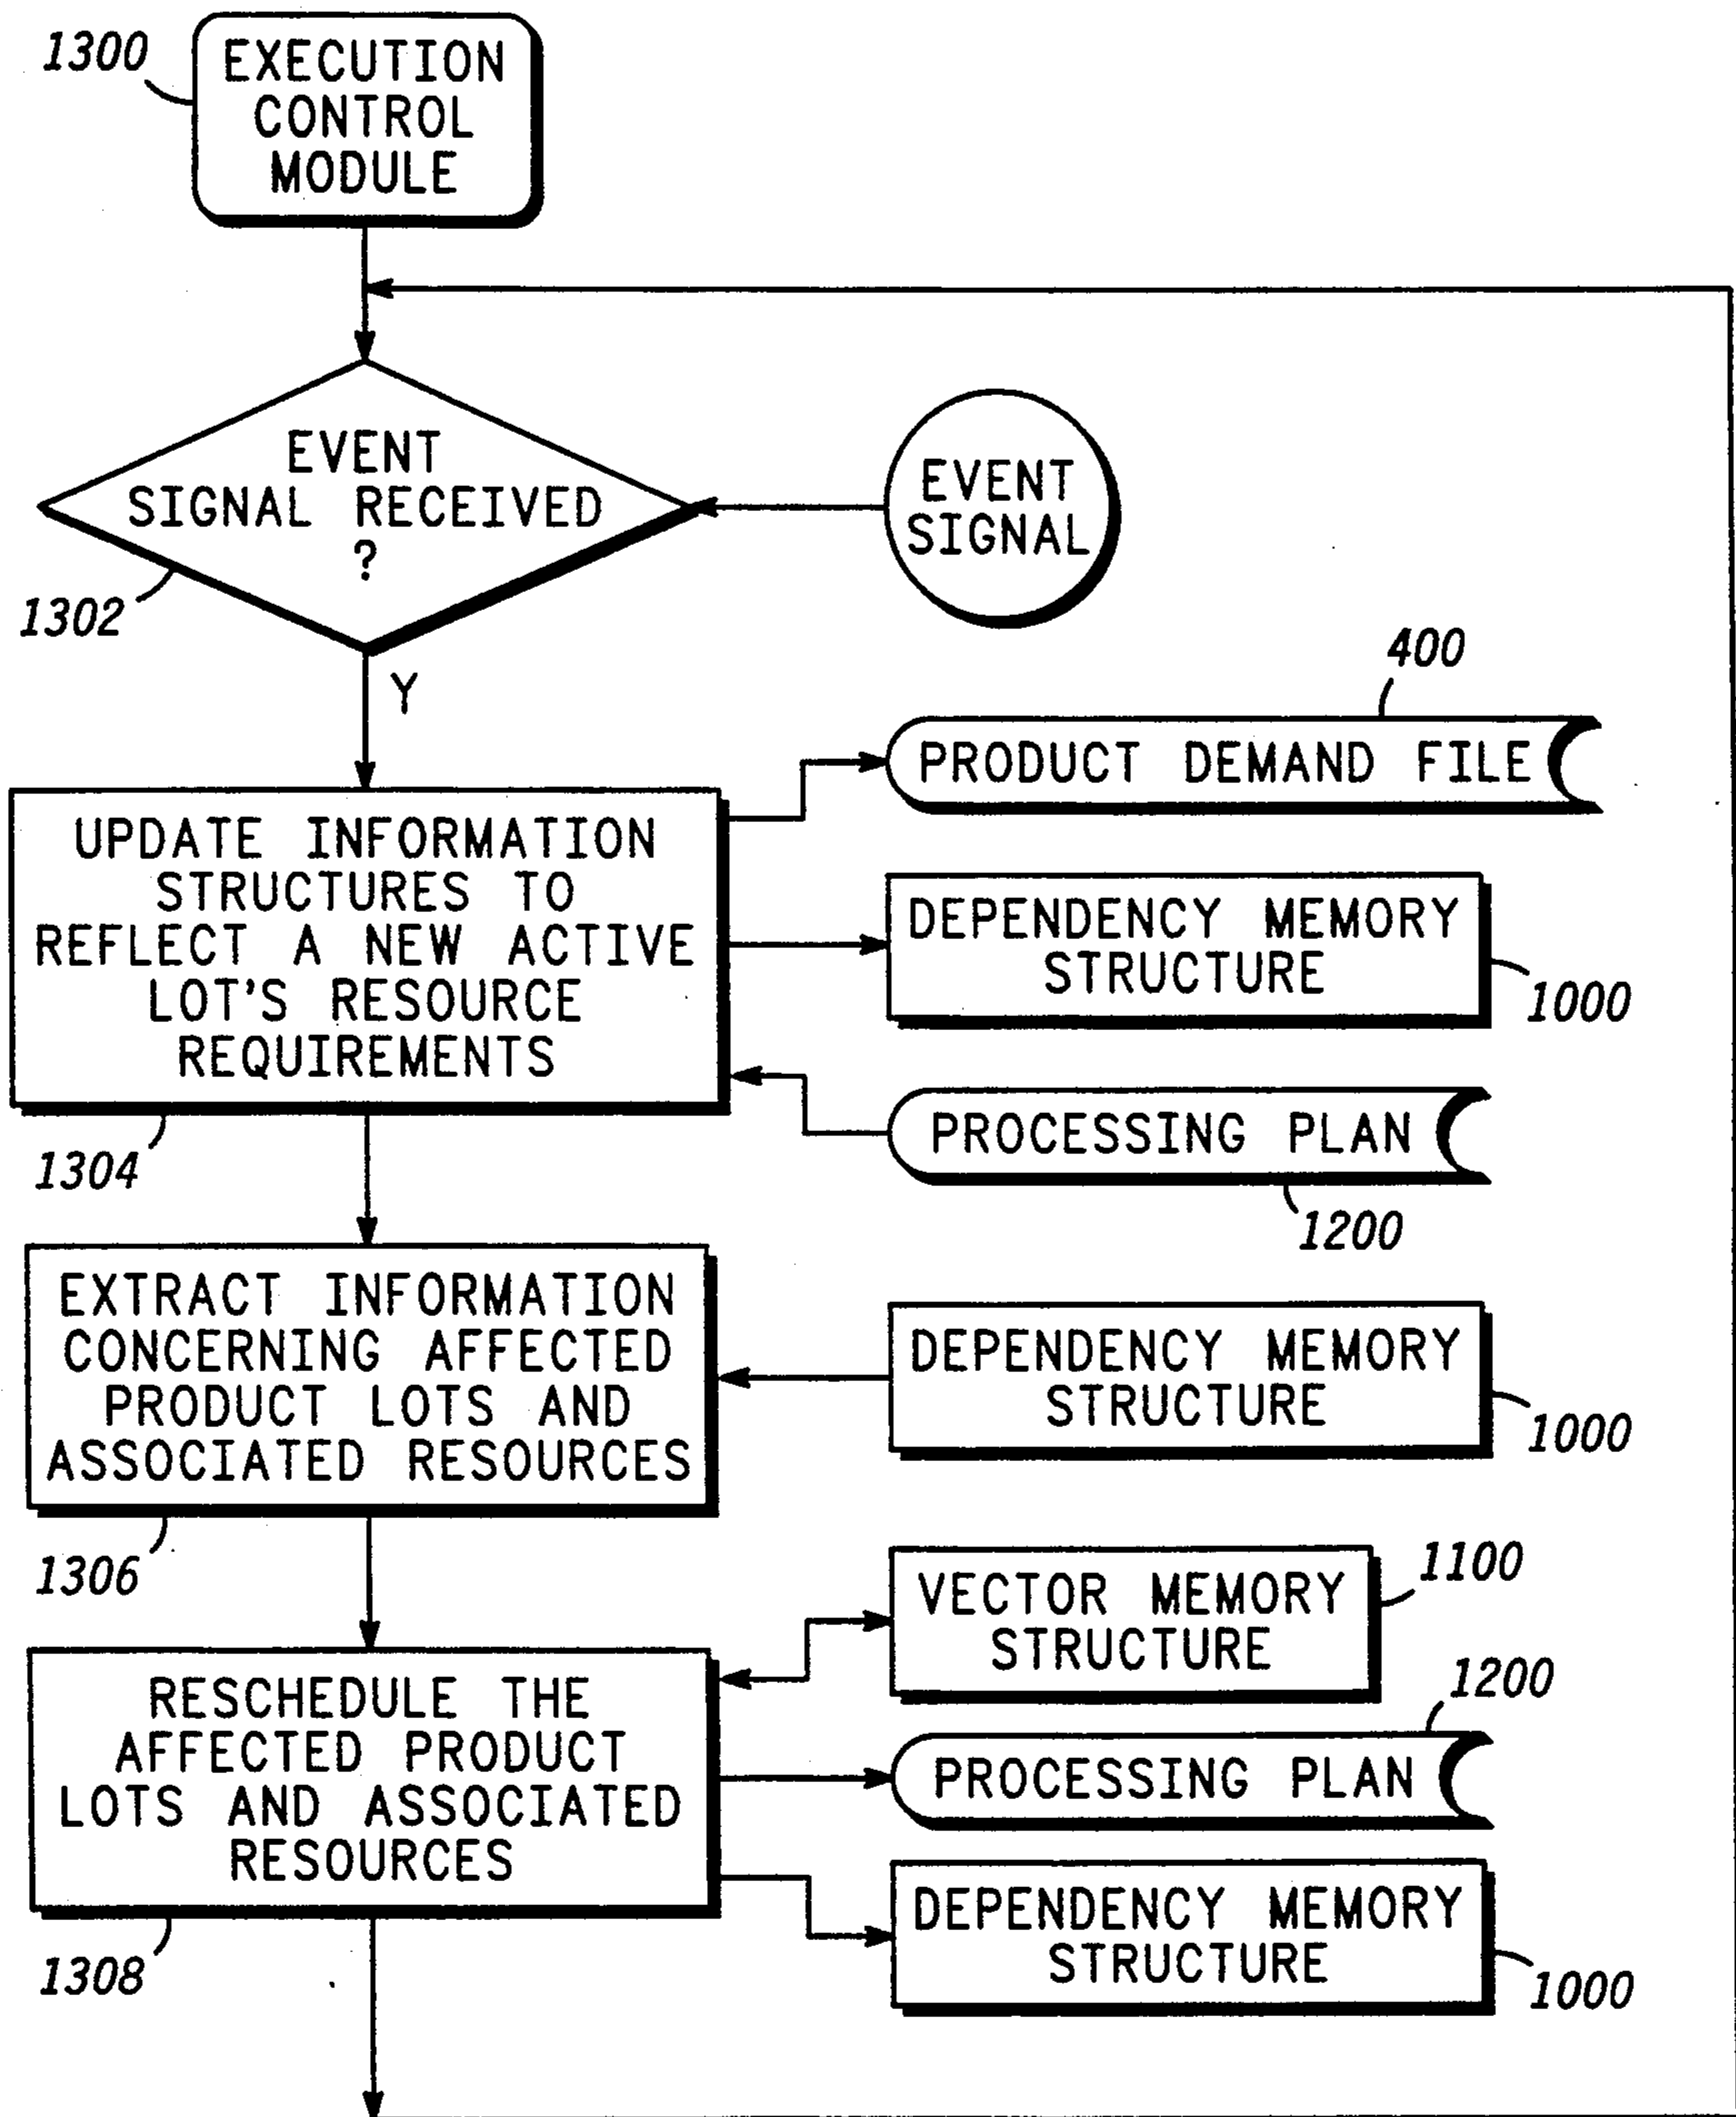 1300
EXECUTION
CONTROL
MODULE
EVENT
SIGNAL RECEIVED
?
EVENT
SIGNAL
1302
Y
400
PRODUCT DEMAND FILE
UPDATE INFORMATION
STRUCTURES TO
REFLECT A NEW ACTIVE
LOT'S RESOURCE
REQUIREMENTS
DEPENDENCY MEMORY
STRUCTURE
1000
PROCESSING PLAN
1304
1200
EXTRACT INFORMATION
CONCERNING AFFECTED
PRODUCT LOTS AND
ASSOCIATED RESOURCES
DEPENDENCY MEMORY
STRUCTURE
1000
1306
VECTOR MEMORY
STRUCTURE
1100
RESCHEDULE THE
AFFECTED PRODUCT
LOTS AND ASSOCIATED
RESOURCES
1200
PROCESSING PLAN
DEPENDENCY MEMORY
STRUCTURE
1308
1000